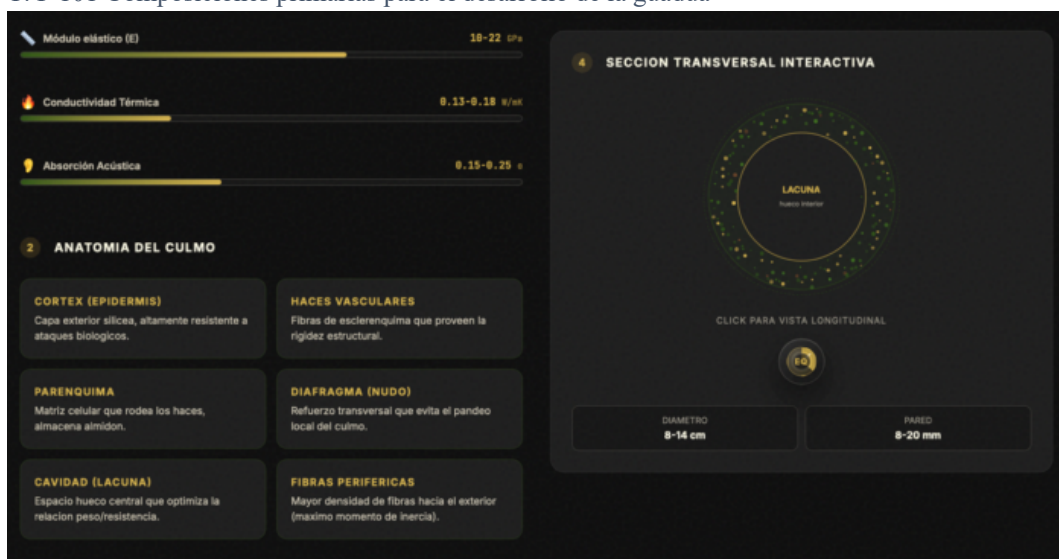 Módulo elástico (E)
10-22 GPa
Conductividad Térmica
0.13-0.18 W/mK
Absorción Acústica
0.15-0.25 α
2 ANATOMIA DEL CULMO
CORTEX (EPIDERMIS)
Capa exterior silicea, altamente resistente a
ataques biologicos.
HACES VASCULARES
Fibras de esclerenquima que proveen la
rigidez estructural.
PARENQUIMA
Matriz celular que rodea los haces,
almacena almidon.
DIAFRAGMA (NUDO)
Refuerzo transversal que evita el pandeo
local del culmo.
CAVIDAD (LACUNA)
Espacio hueco central que optimiza la
relacion peso/resistencia.
FIBRAS PERIFERICAS
Mayor densidad de fibras hacia el exterior
(maximo momento de inercia).
4 SECCION TRANSVERSAL INTERACTIVA
LACUNA
hueco interior
CLICK PARA VISTA LONGITUDINAL
EQ
DIAMETRO
8-14 cm
PARED
8-20 mm